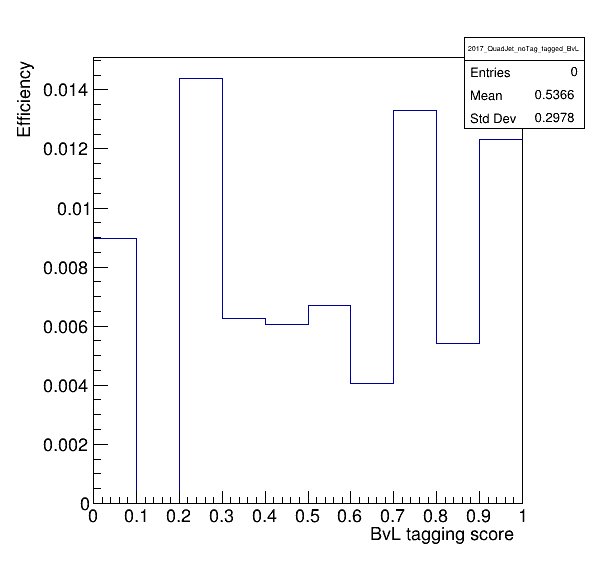 2017_QuadJet_noTag_tagged_BvL
Entries 0
Mean 0.5366
Std Dev 0.2978
Efficiency
0.014
0.012
0.01
0.008
0.006
0.004
0.002
0
0 0.1 0.2 0.3 0.4 0.5 0.6 0.7 0.8 0.9 1
BvL tagging score